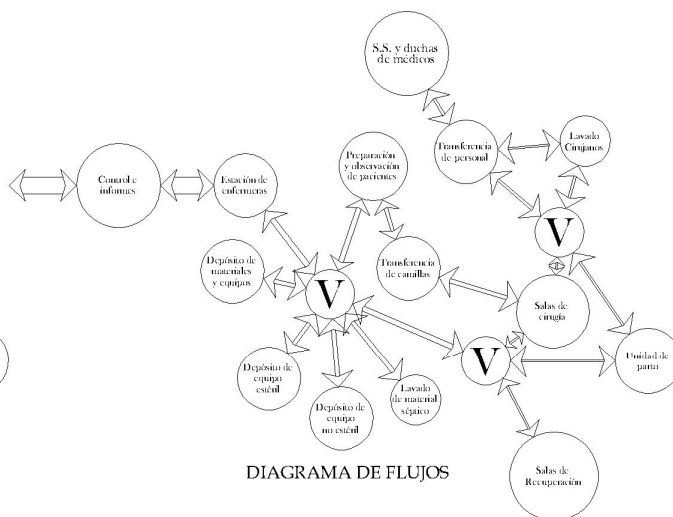 S.S. y duchas
de médicos
Transferencia
de personal
Lavado
Cirujanos
Preparación
y observación
de pacientes
Control e
informes
Estación de
enfermeras
V
Depósito de
materiales
y equipos
Transferencia
de camillas
V
Salas de
cirugía
V
Unidad de
parto
Depósito de
equipo
estéril
Depósito de
equipo
no estéril
Lavado
de material
séptico
DIAGRAMA DE FLUJOS
Salas de
Recuperación